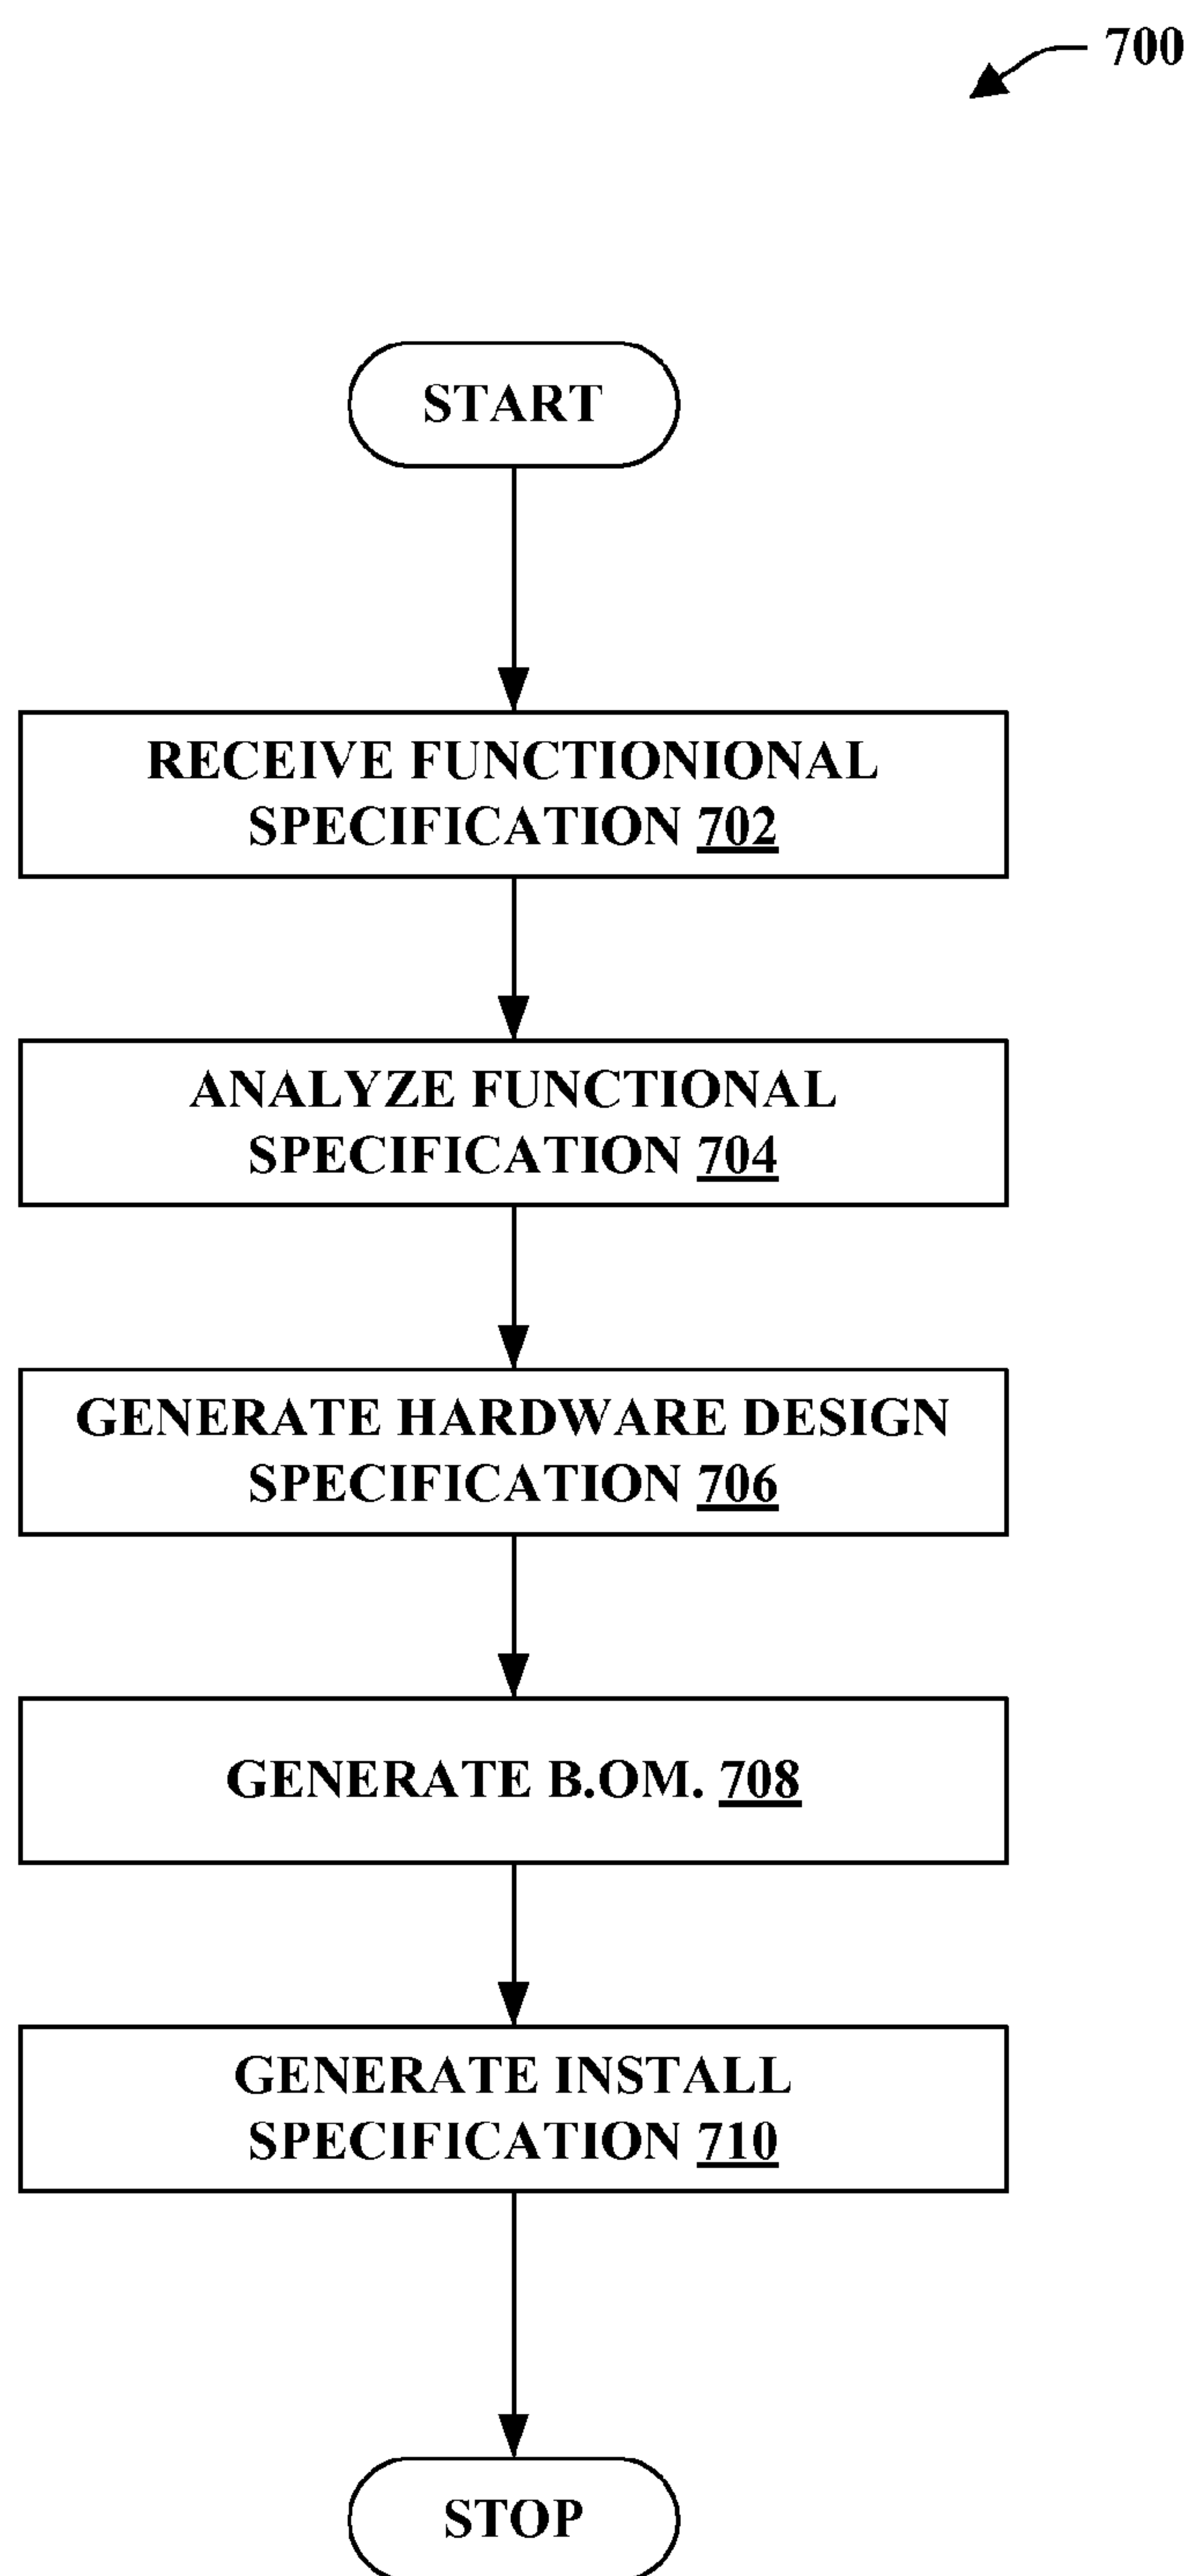 700
START
RECEIVE FUNCTIONIONAL
SPECIFICATION 702
ANALYZE FUNCTIONAL
SPECIFICATION 704
GENERATE HARDWARE DESIGN
SPECIFICATION 706
GENERATE B.OM. 708
GENERATE INSTALL
SPECIFICATION 710
STOP